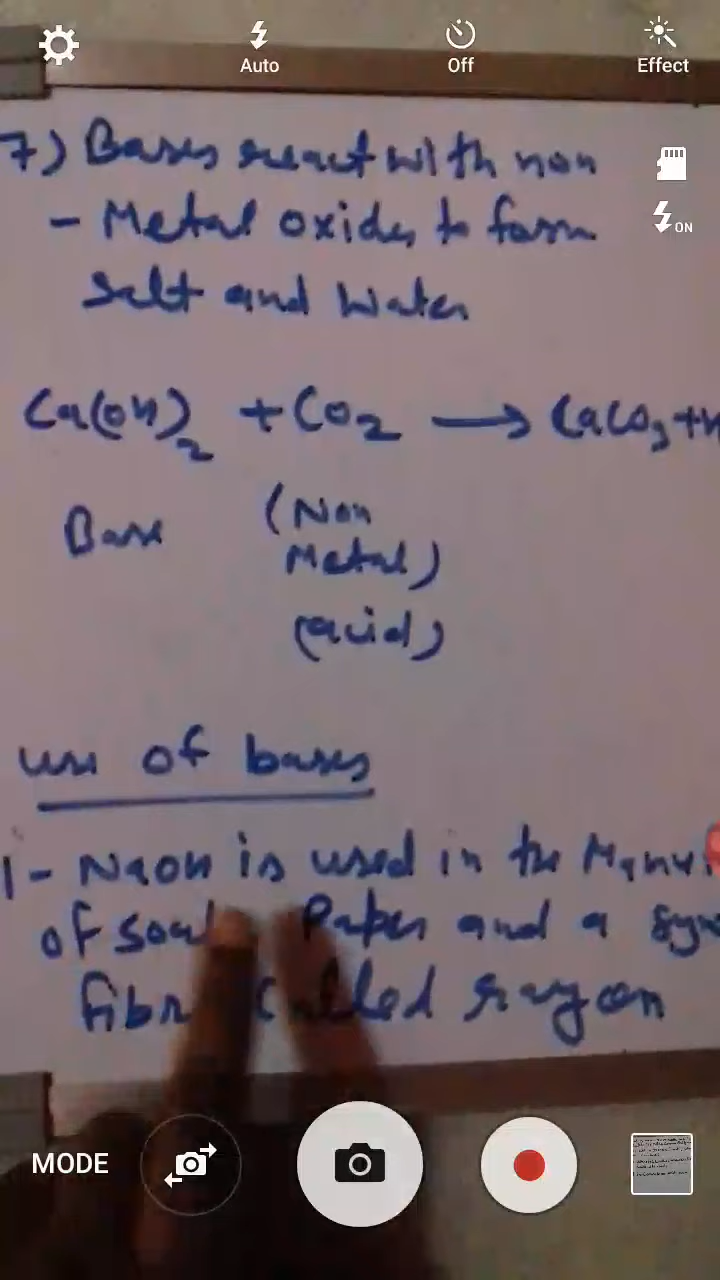 Auto
Off
Effect
ON
7) Bases react with non
- Metal oxides to form
Salt and Water
Ca(OH)2 + CO2 → CaCO3 +
Base (Non
Metal)
(acid)
use of bases
1- NaOH is used in the
of Paper and a
called rayon
MODE